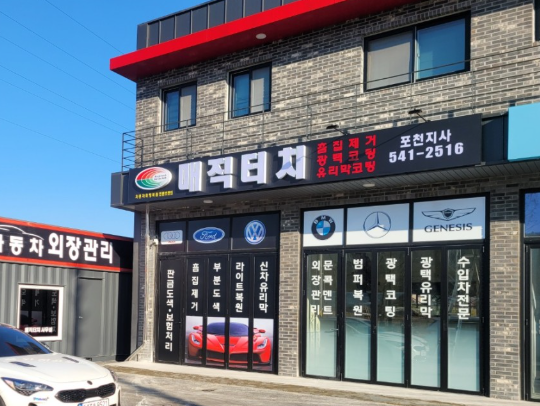 매직터치
흠집제거
광택코팅
유리막코팅
포천지사
541-2516
자동차외장관리
GENESIS
Ford
판금도색·보험처리
흠집제거
부분도색
라이트복원
신차유리막
외장관리
문콕덴트
범퍼복원
광택코팅
광택유리막
수입차전문